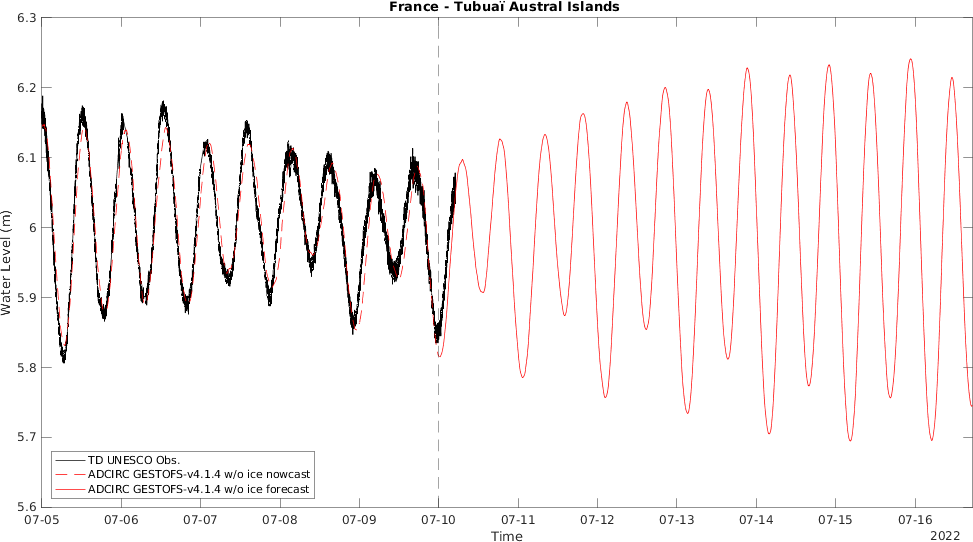 France - Tubuaï Austral Islands
6.3
6.2
6.1
6
5.9
5.8
5.7
5.6
Water Level (m)
TD UNESCO Obs.
ADCIRC GESTOFS-v4.1.4 w/o ice nowcast
ADCIRC GESTOFS-v4.1.4 w/o ice forecast
07-05 07-06 07-07 07-08 07-09 07-10 07-11 07-12 07-13 07-14 07-15 07-16
Time
2022